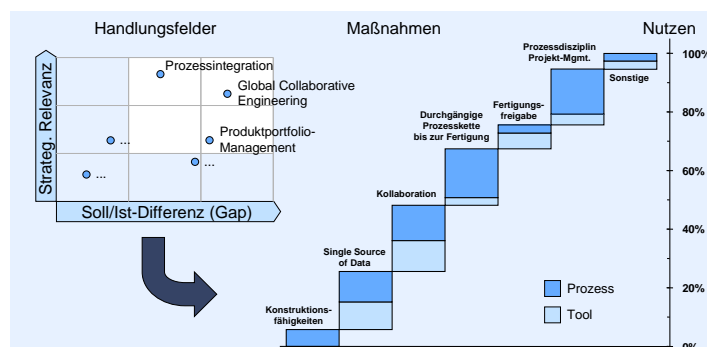 Handlungsfelder
Maßnahmen
Nutzen
Strateg. Relevanz
Prozessintegration
Global Collaborative
Engineering
Produktportfolio-
Management
...
...
...
Soll/Ist-Differenz (Gap)
Konstruktions-
fähigkeiten
Single Source
of Data
Kollaboration
Durchgängige
Prozesskette
bis zur Fertigung
Fertigungs-
freigabe
Prozessdisziplin
Projekt-Mgmt.
Sonstige
100%
80%
60%
40%
20%
0%
Prozess
Tool